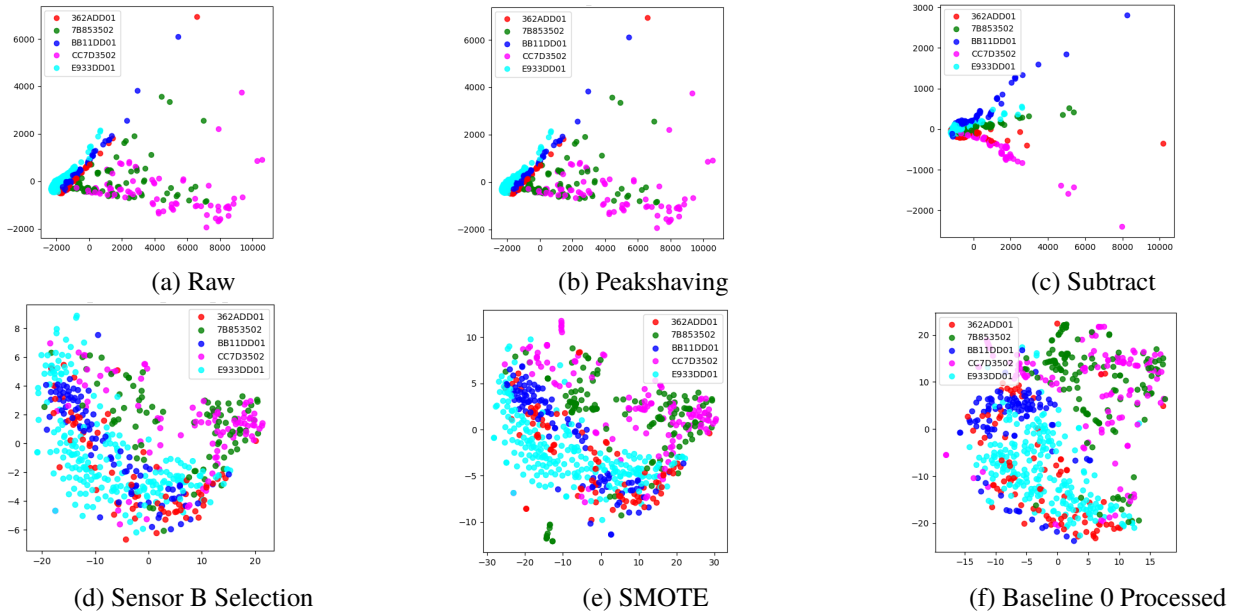 362ADD01
7B853502
BB11DD01
CC7D3502
E933DD01
6000
4000
2000
0
−2000
−2000 0 2000 4000 6000 8000 10000
(a) Raw
362ADD01
7B853502
BB11DD01
CC7D3502
E933DD01
6000
4000
2000
0
−2000
−2000 0 2000 4000 6000 8000 10000
(b) Peakshaving
362ADD01
7B853502
BB11DD01
CC7D3502
E933DD01
3000
2000
1000
0
−1000
−2000
0 2000 4000 6000 8000 10000
(c) Subtract
362ADD01
7B853502
BB11DD01
CC7D3502
E933DD01
8
6
4
2
0
−2
−4
−6
−20 −10 0 10 20
(d) Sensor B Selection
362ADD01
7B853502
BB11DD01
CC7D3502
E933DD01
10
5
0
−5
−10
−30 −20 −10 0 10 20 30
(e) SMOTE
362ADD01
7B853502
BB11DD01
CC7D3502
E933DD01
20
10
0
−10
−20
−15 −10 −5 0 5 10 15
(f) Baseline 0 Processed